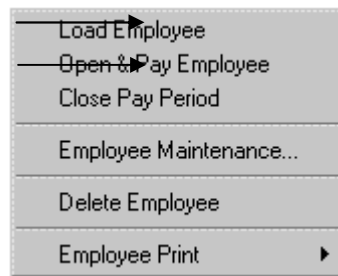 Load Employee
Open & Pay Employee
Close Pay Period
Employee Maintenance...
Delete Employee
Employee Print